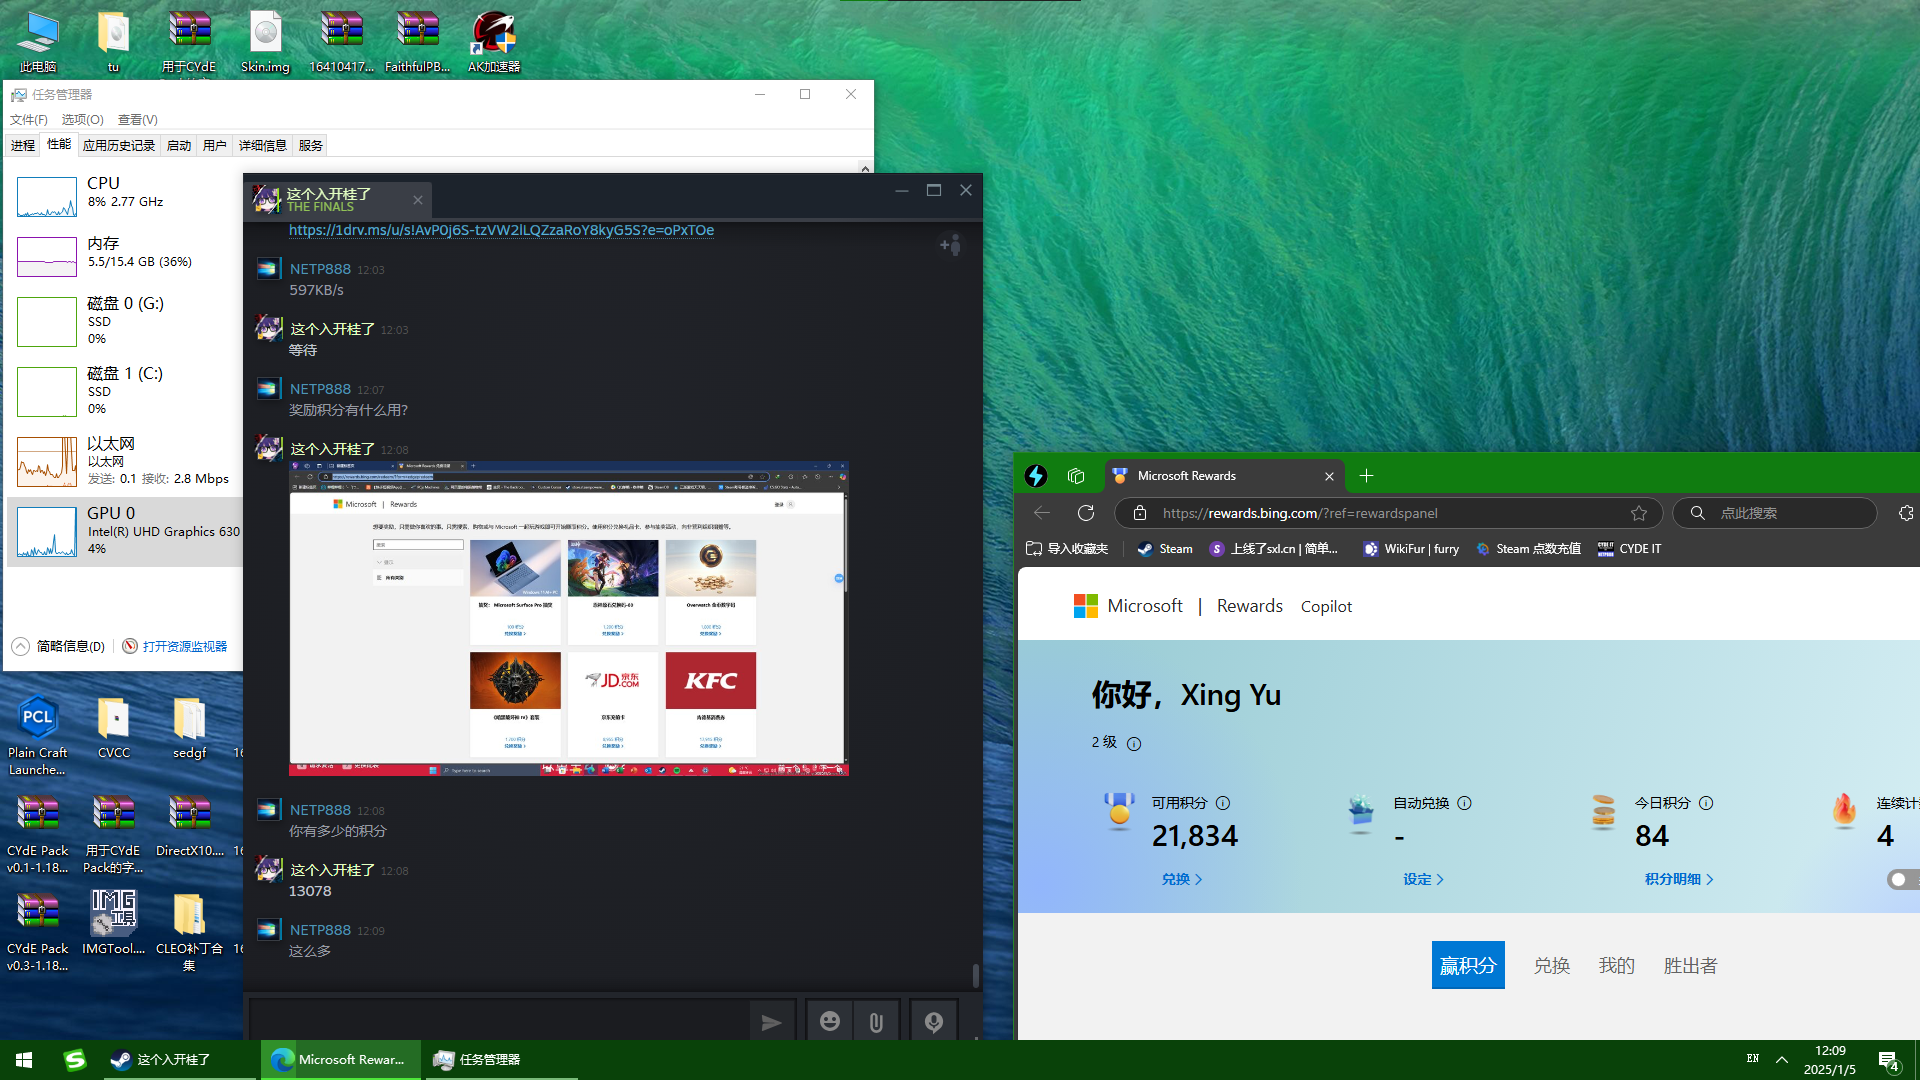 此电脑
tu
用于CYdE
Skin.img
16410417...
FaithfulPB...
AK加速器
任务管理器
文件(F) 选项(O) 查看(V)
进程 性能 应用历史记录 启动 用户 详细信息 服务
CPU
8% 2.77 GHz
内存
5.5/15.4 GB (36%)
磁盘 0 (G:)
SSD
0%
磁盘 1 (C:)
SSD
0%
以太网
以太网
发送: 0.1 接收: 2.8 Mbps
GPU 0
Intel(R) UHD Graphics 630
4%
简略信息(D) 打开资源监视器
这个入开桂了
THE FINALS
https://1drv.ms/u/s!AvP0j6S-tzVW2lLQZzaRoY8kyG5S?e=oPxTOe
NETP888 12:03
597KB/s
这个入开桂了 12:03
等待
NETP888 12:07
奖励积分有什么用?
这个入开桂了 12:08
Microsoft | Rewards
JD.COM 京东
KFC
NETP888 12:08
你有多少的积分
这个入开桂了 12:08
13078
NETP888 12:09
这么多
Microsoft Rewards
https://rewards.bing.com/?ref=rewardspanel
点此搜索
导入收藏夹 Steam 上线了sxl.cn | 简单... WikiFur | furry Steam 点数充值 CYDE IT
Microsoft | Rewards Copilot
你好，Xing Yu
2 级
可用积分
21,834
兑换
自动兑换
-
设定
今日积分
84
积分明细
连续计
4
赢积分 兑换 我的 胜出者
PCL
Plain Craft
Launche...
CVCC
sedgf
CYdE Pack
v0.1-1.18...
用于CYdE
Pack的字...
DirectX10....
CYdE Pack
v0.3-1.18...
IMG
工具
IMGTool....
CLEO补丁合
集
这个入开桂了
Microsoft Rewar...
任务管理器
EN
12:09
2025/1/5
4